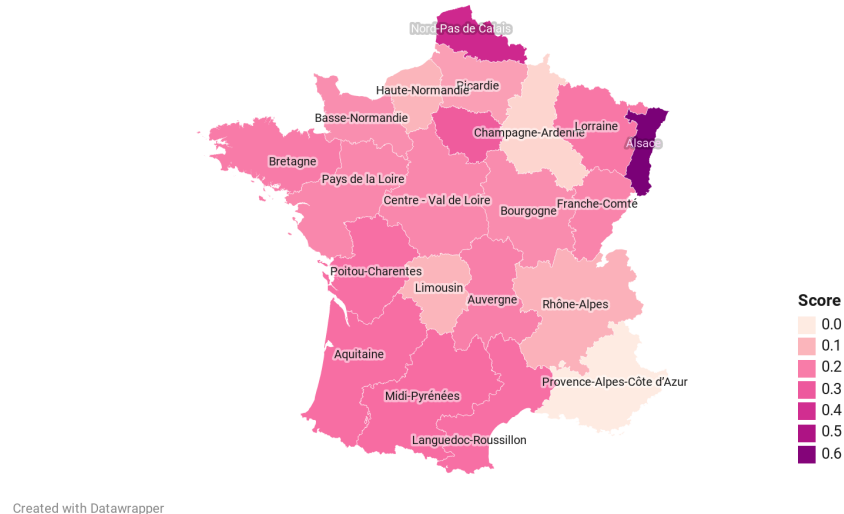 Nord-Pas de Calais
Haute-Normandie
Picardie
Basse-Normandie
Champagne-Ardenne
Lorraine
Alsace
Bretagne
Pays de la Loire
Centre - Val de Loire
Bourgogne
Franche-Comté
Poitou-Charentes
Limousin
Auvergne
Rhône-Alpes
Aquitaine
Midi-Pyrénées
Provence-Alpes-Côte d’Azur
Languedoc-Roussillon
Score
0.0
0.1
0.2
0.3
0.4
0.5
0.6
Created with Datawrapper